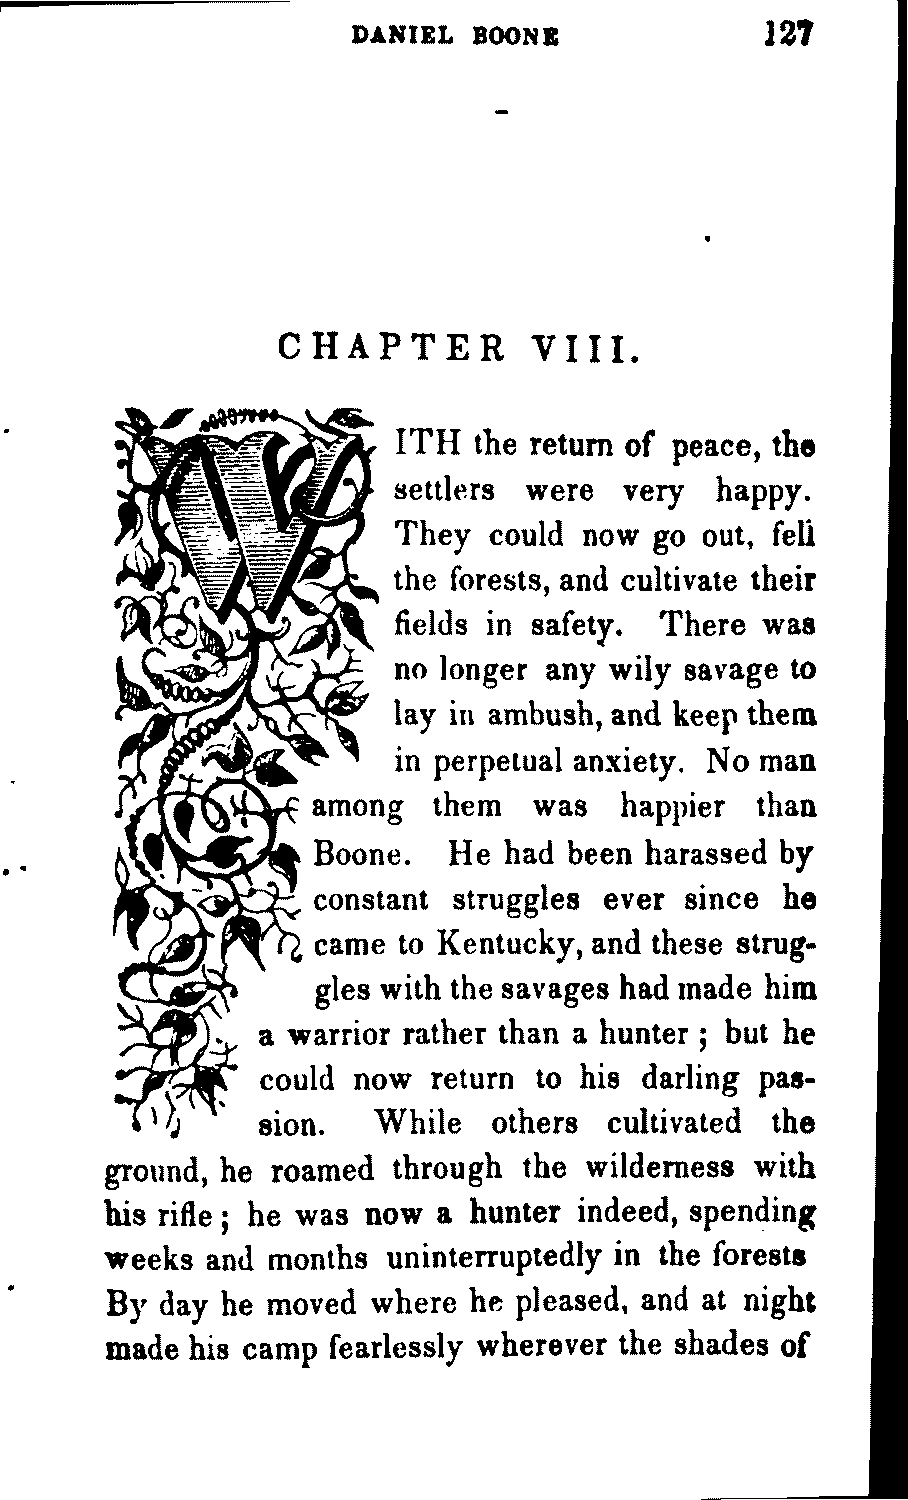 DANIEL BOONE 127
CHAPTER VIII.
WITH the return of peace, the
settlers were very happy.
They could now go out, fell
the forests, and cultivate their
fields in safety. There was
no longer any wily savage to
lay in ambush, and keep them
in perpetual anxiety. No man
among them was happier than
Boone. He had been harassed by
constant struggles ever since he
came to Kentucky, and these strug-
gles with the savages had made him
a warrior rather than a hunter ; but he
could now return to his darling pas-
sion. While others cultivated the
ground, he roamed through the wilderness with
his rifle ; he was now a hunter indeed, spending
weeks and months uninterruptedly in the forests
By day he moved where he pleased, and at night
made his camp fearlessly wherever the shades of